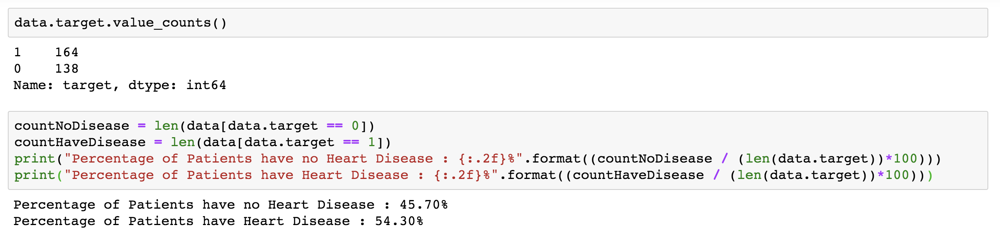 data.target.value_counts()
1     164
0     138
Name: target, dtype: int64
countNoDisease = len(data[data.target == 0])
countHaveDisease = len(data[data.target == 1])
print("Percentage of Patients have no Heart Disease : {:.2f}%".format((countNoDisease / (len(data.target))*100)))
print("Percentage of Patients have Heart Disease : {:.2f}%".format((countHaveDisease / (len(data.target))*100)))
Percentage of Patients have no Heart Disease : 45.70%
Percentage of Patients have Heart Disease : 54.30%